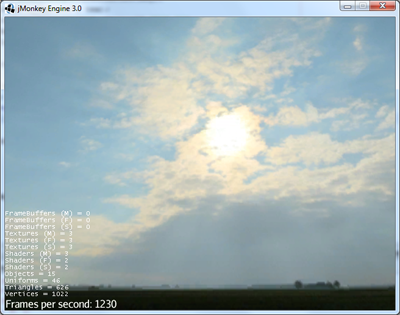 jMonkey Engine 3.0
FrameBuffers (M) = 0
FrameBuffers (F) = 0
FrameBuffers (S) = 0
Textures (M) = 3
Textures (F) = 3
Textures (S) = 3
Shaders (M) = 3
Shaders (F) = 2
Shaders (S) = 2
Objects = 15
Uniforms = 46
Triangles = 626
Vertices = 1022
Frames per second: 1230